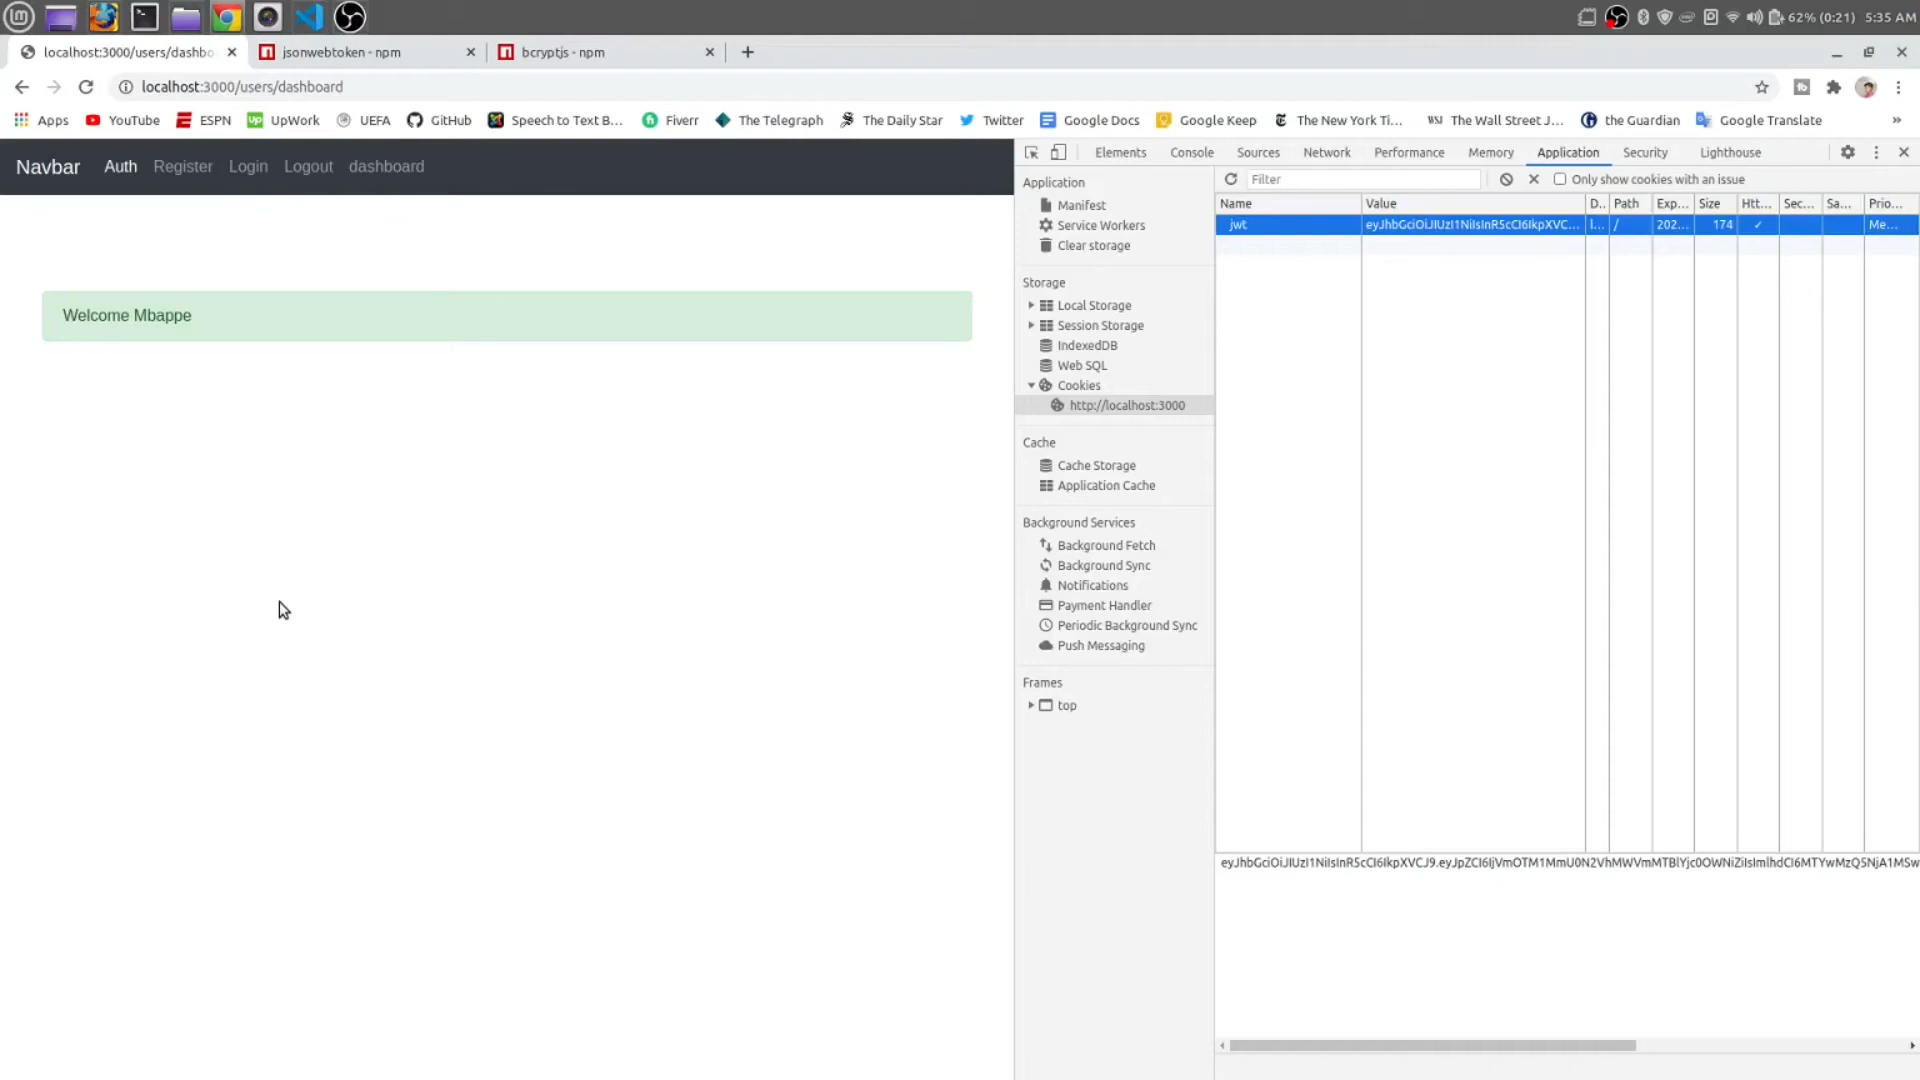 62% (0:21) 5:35 AM
localhost:3000/users/dashbo
jsonwebtoken - npm
bcryptjs - npm
localhost:3000/users/dashboard
Apps YouTube ESPN UpWork UEFA GitHub Speech to Text B... Fiverr The Telegraph The Daily Star Twitter Google Docs Google Keep The New York Ti... The Wall Street J... the Guardian Google Translate »
Navbar Auth Register Login Logout dashboard
Welcome Mbappe
Elements Console Sources Network Performance Memory Application Security Lighthouse
Application
Manifest
Service Workers
Clear storage
Storage
Local Storage
Session Storage
IndexedDB
Web SQL
Cookies
http://localhost:3000
Cache
Cache Storage
Application Cache
Background Services
Background Fetch
Background Sync
Notifications
Payment Handler
Periodic Background Sync
Push Messaging
Frames
top
Filter
Only show cookies with an issue
Name Value D.. Path Exp... Size Htt... Sec... Sa... Prio...
jwt eyJhbGciOiJIUzI1NiIsInR5cCI6IkpXVC... l... / 202... 174 ✓ Me...
eyJhbGciOiJIUzI1NiIsInR5cCI6IkpXVCJ9.eyJpZCI6IjVmOTM1MmU0N2VhMWVmMTBlYjc0OWNiZiIsImlhdCI6MTYwMzQ5NjA1MSw